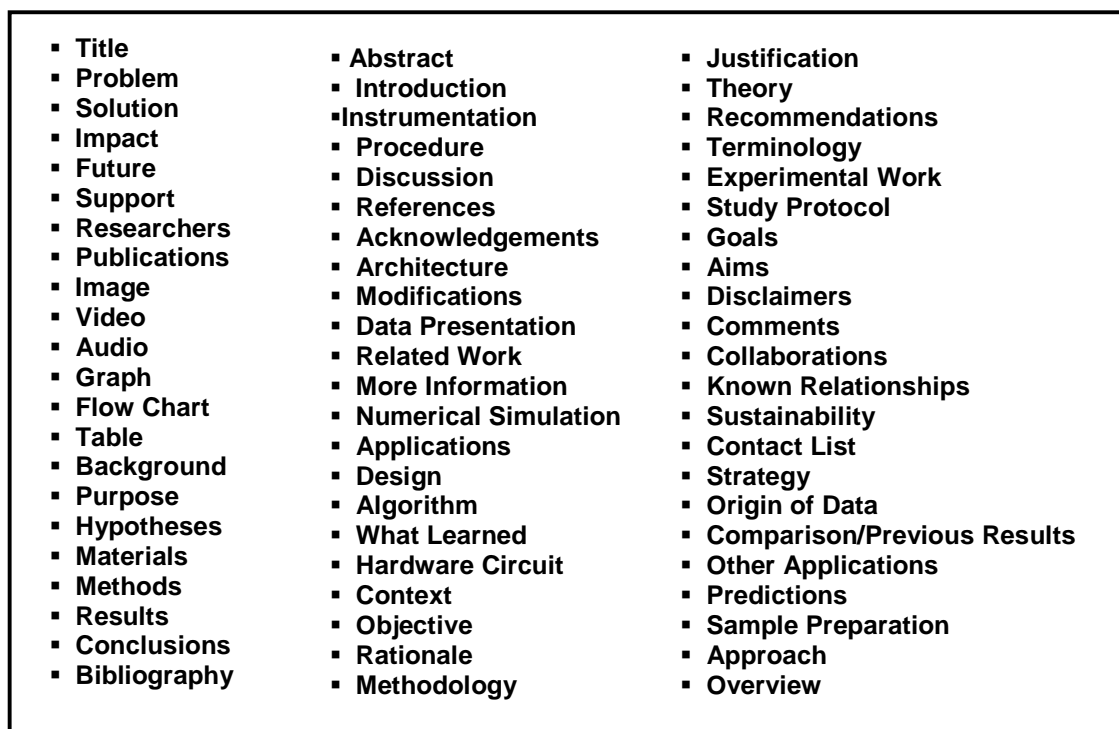 ▪ Title
▪ Problem
▪ Solution
▪ Impact
▪ Future
▪ Support
▪ Researchers
▪ Publications
▪ Image
▪ Video
▪ Audio
▪ Graph
▪ Flow Chart
▪ Table
▪ Background
▪ Purpose
▪ Hypotheses
▪ Materials
▪ Methods
▪ Results
▪ Conclusions
▪ Bibliography
▪ Abstract
▪ Introduction
▪Instrumentation
▪ Procedure
▪ Discussion
▪ References
▪ Acknowledgements
▪ Architecture
▪ Modifications
▪ Data Presentation
▪ Related Work
▪ More Information
▪ Numerical Simulation
▪ Applications
▪ Design
▪ Algorithm
▪ What Learned
▪ Hardware Circuit
▪ Context
▪ Objective
▪ Rationale
▪ Methodology
▪ Justification
▪ Theory
▪ Recommendations
▪ Terminology
▪ Experimental Work
▪ Study Protocol
▪ Goals
▪ Aims
▪ Disclaimers
▪ Comments
▪ Collaborations
▪ Known Relationships
▪ Sustainability
▪ Contact List
▪ Strategy
▪ Origin of Data
▪ Comparison/Previous Results
▪ Other Applications
▪ Predictions
▪ Sample Preparation
▪ Approach
▪ Overview